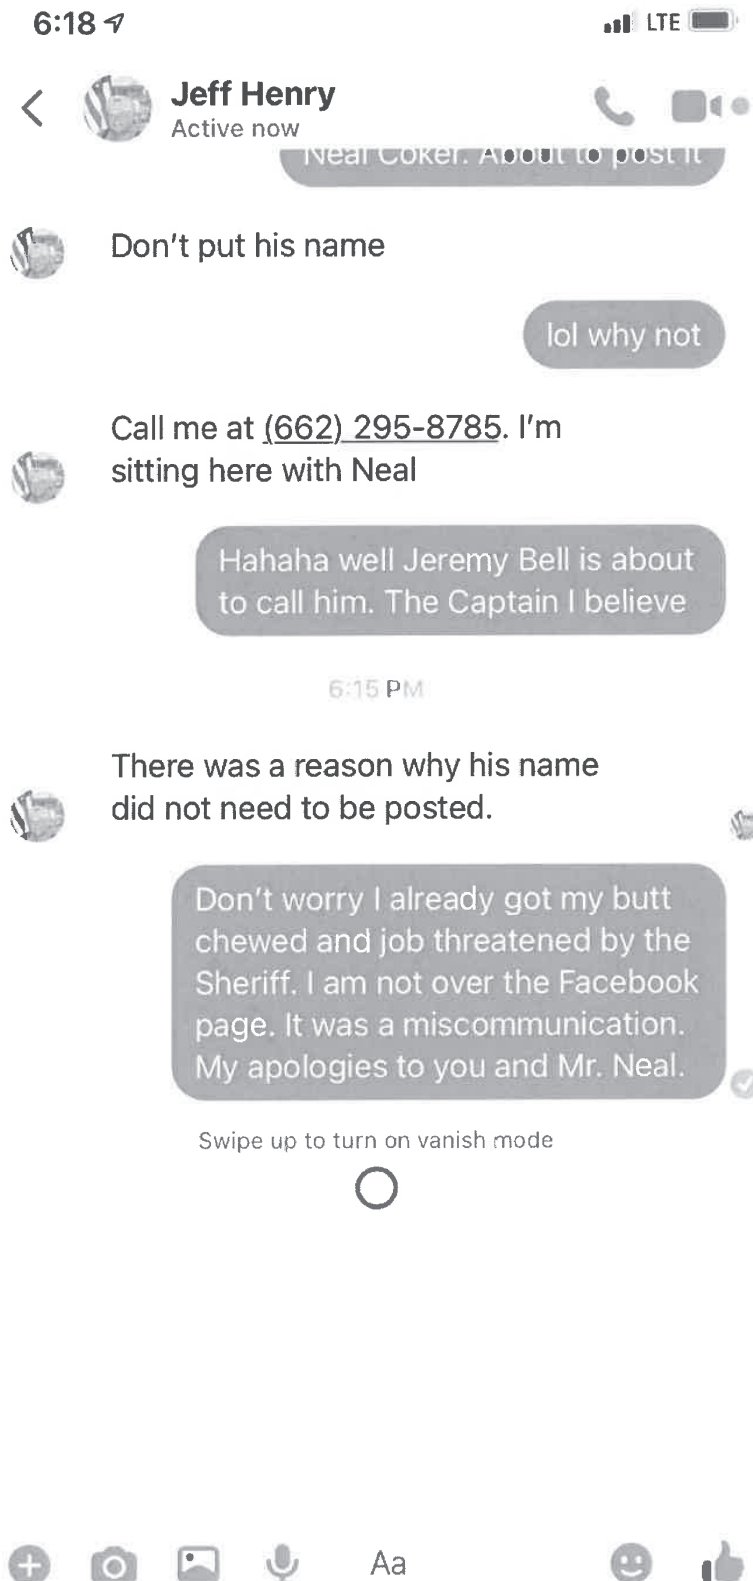 6:18
LTE
Jeff Henry
Active now
Neal Coker. About to post it
Don't put his name
lol why not
Call me at (662) 295-8785. I'm
sitting here with Neal
Hahaha well Jeremy Bell is about
to call him. The Captain I believe
6:15 PM
There was a reason why his name
did not need to be posted.
Don't worry I already got my butt
chewed and job threatened by the
Sheriff. I am not over the Facebook
page. It was a miscommunication.
My apologies to you and Mr. Neal.
Swipe up to turn on vanish mode
Aa